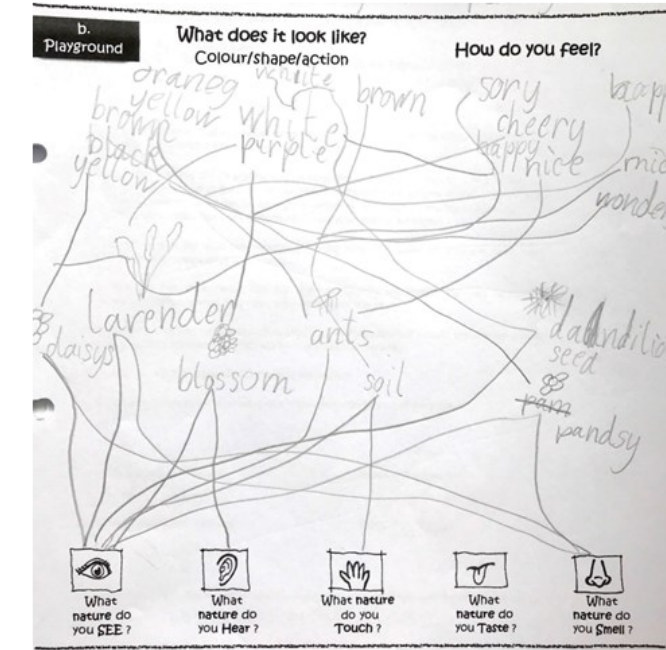 b.
Playground
What does it look like?
Colour/shape/action
How do you feel?
oraneg
yellow
brown
black
yellow
white
white
purple
brown
sory
cheery
happy
nice
lavender
daisys
blossom
ants
soil
seed
pandsy
What
nature do
you SEE ?
What
nature do
you Hear ?
What nature
do you
Touch ?
What
nature do
you Taste ?
What
nature do
you Smell ?